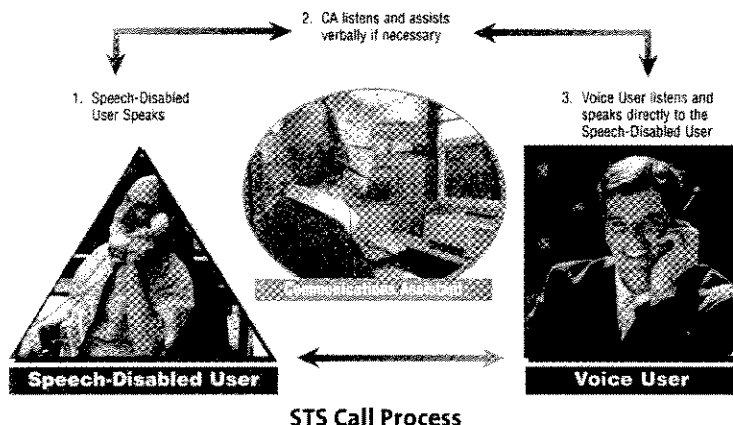 2. CA listens and assists
verbally if necessary
1. Speech-Disabled
User Speaks
3. Voice User listens and
speaks directly to the
Speech-Disabled User
Communications Assistant
Speech-Disabled User
Voice User
STS Call Process